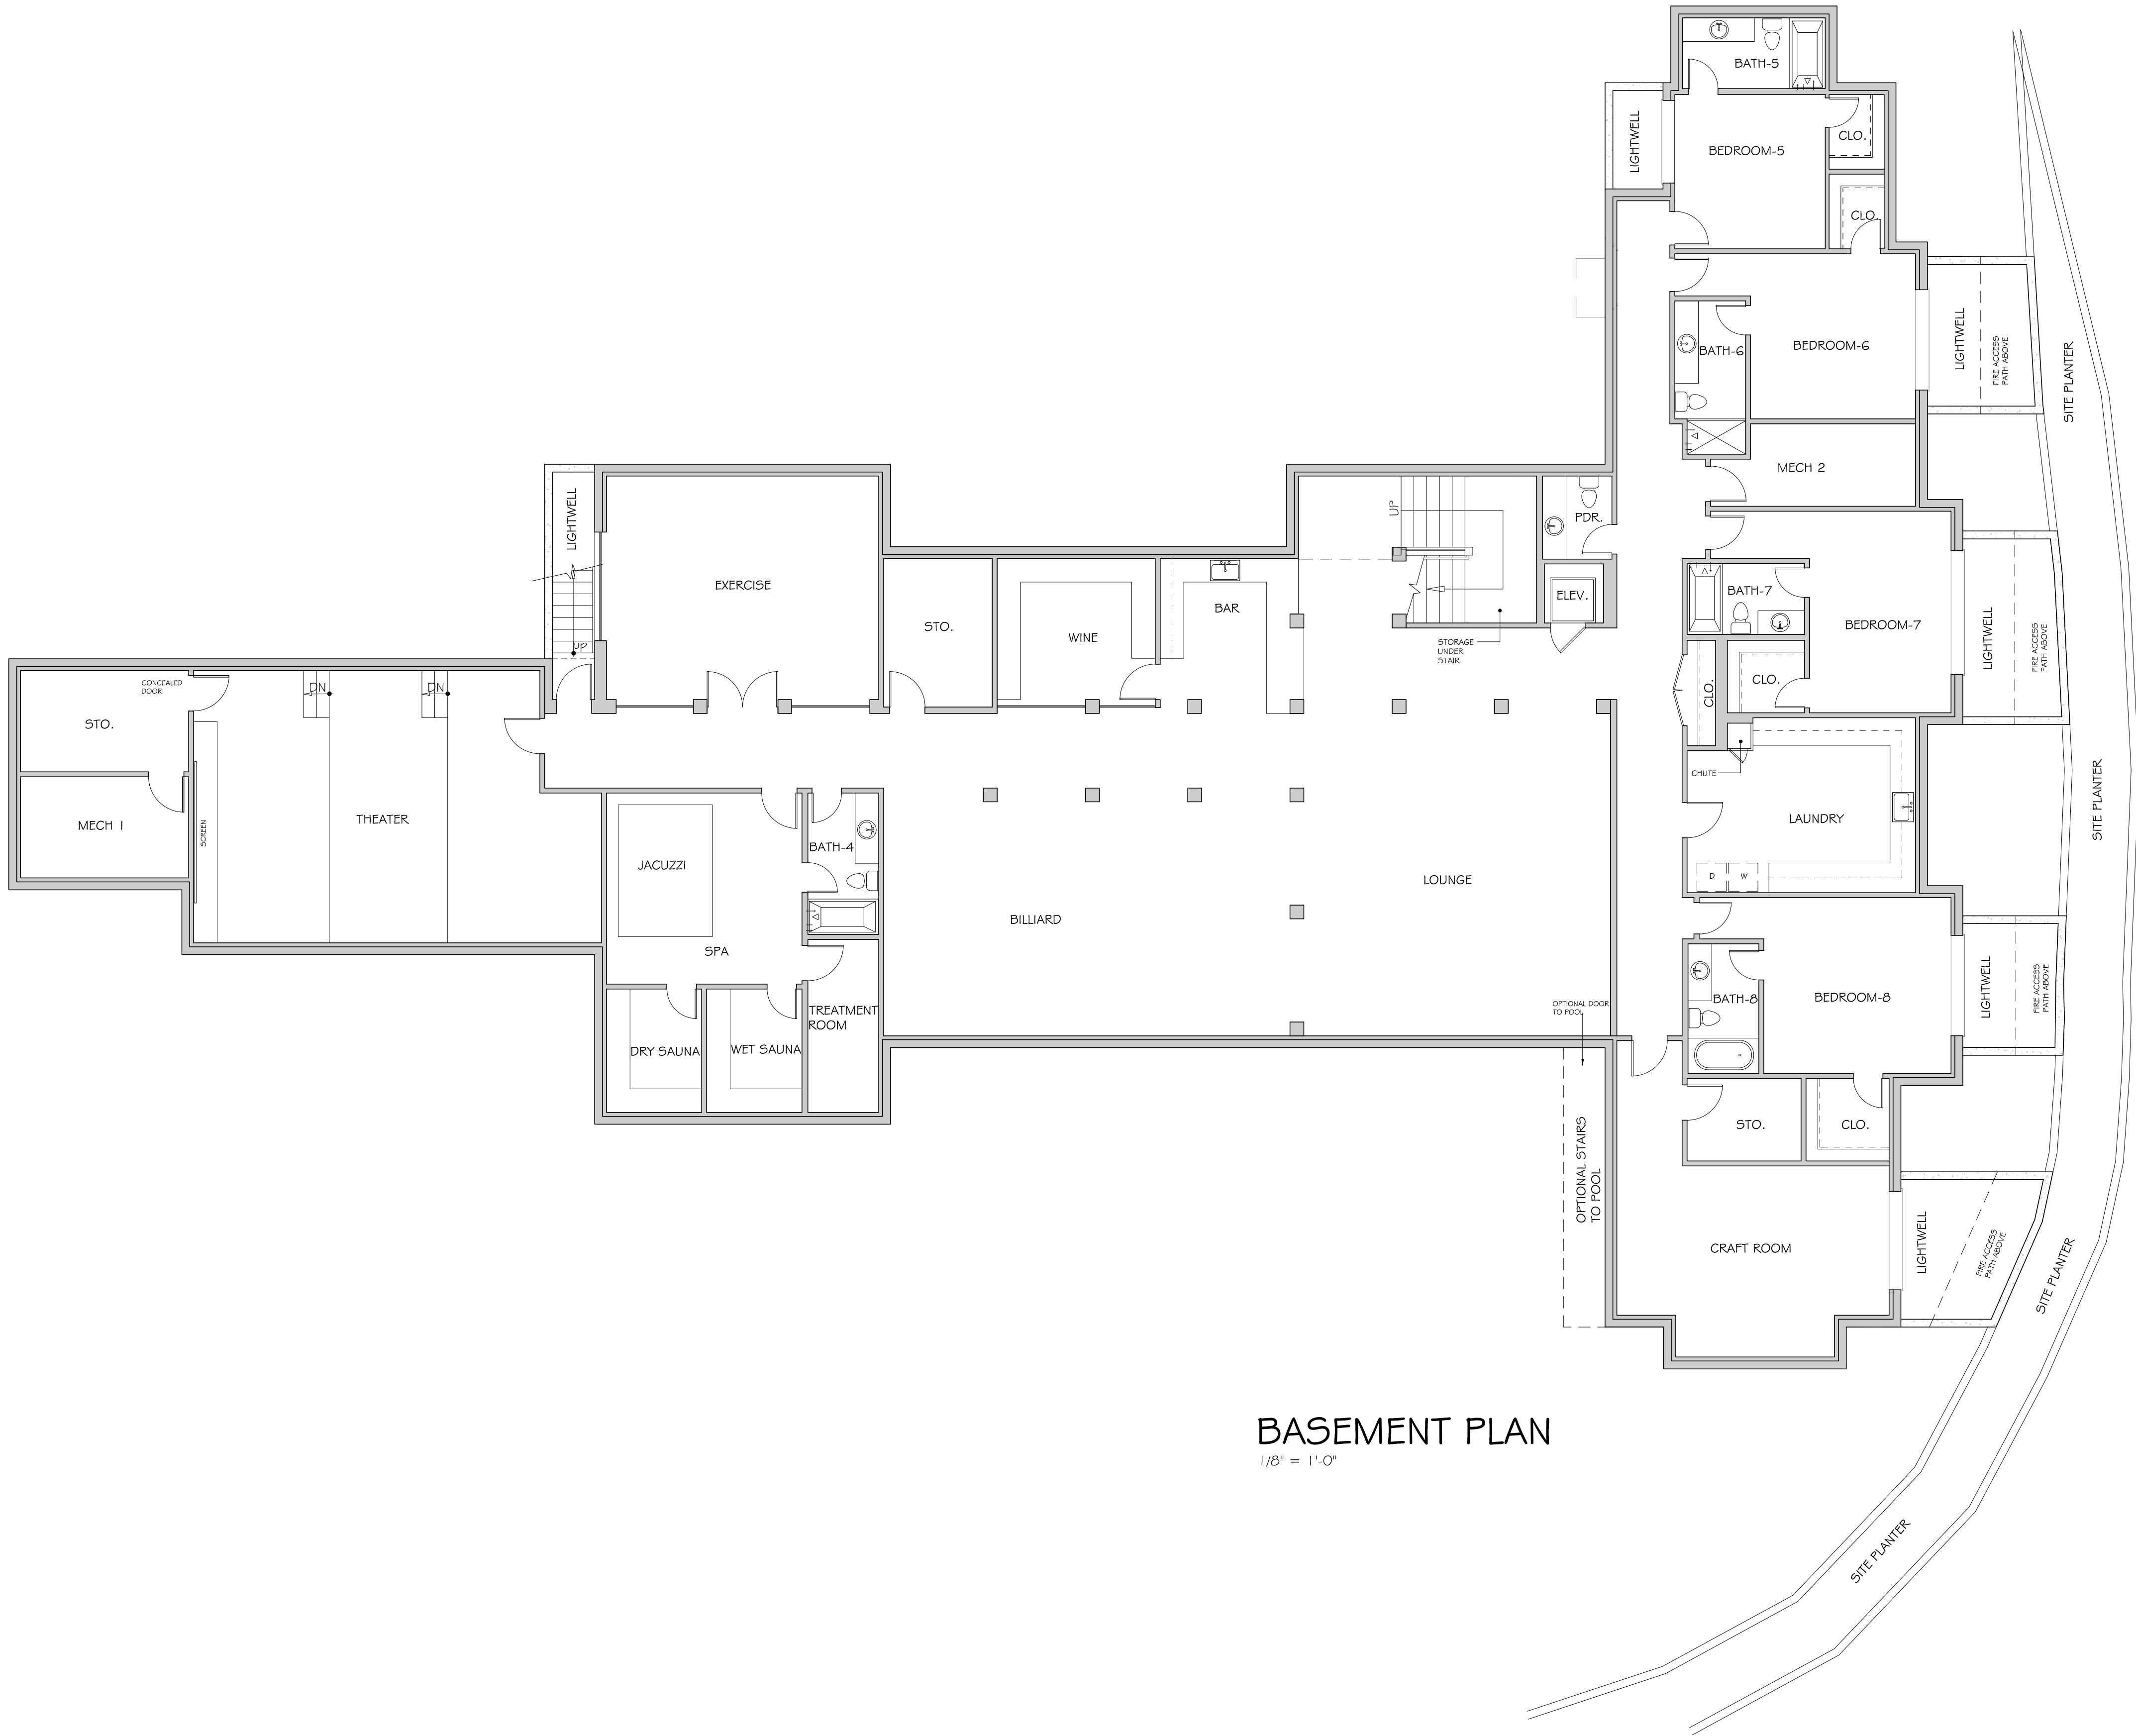 BATH-5
LIGHTWELL
CLO.
BEDROOM-5
CLO.
BEDROOM-6
BATH-6
LIGHTWELL
FIRE ACCESS
PATH ABOVE
SITE PLANTER
MECH 2
LIGHTWELL
UP
PDR.
EXERCISE
ELEV.
BATH-7
BEDROOM-7
LIGHTWELL
FIRE ACCESS
PATH ABOVE
STO.
WINE
BAR
STORAGE
UNDER
STAIR
UP
CLO.
CLO.
CONCEALED
DOOR
DN
DN
STO.
CHUTE
SITE PLANTER
MECH 1
SCREEN
THEATER
LAUNDRY
BATH-4
JACUZZI
D
W
LOUNGE
BILLIARD
SPA
BATH-8
BEDROOM-8
LIGHTWELL
FIRE ACCESS
PATH ABOVE
TREATMENT
ROOM
OPTIONAL DOOR
TO POOL
DRY SAUNA
WET SAUNA
STO.
CLO.
OPTIONAL STAIRS
TO POOL
CRAFT ROOM
LIGHTWELL
FIRE ACCESS
PATH ABOVE
SITE PLANTER
BASEMENT PLAN
1/8" = 1'-0"
SITE PLANTER